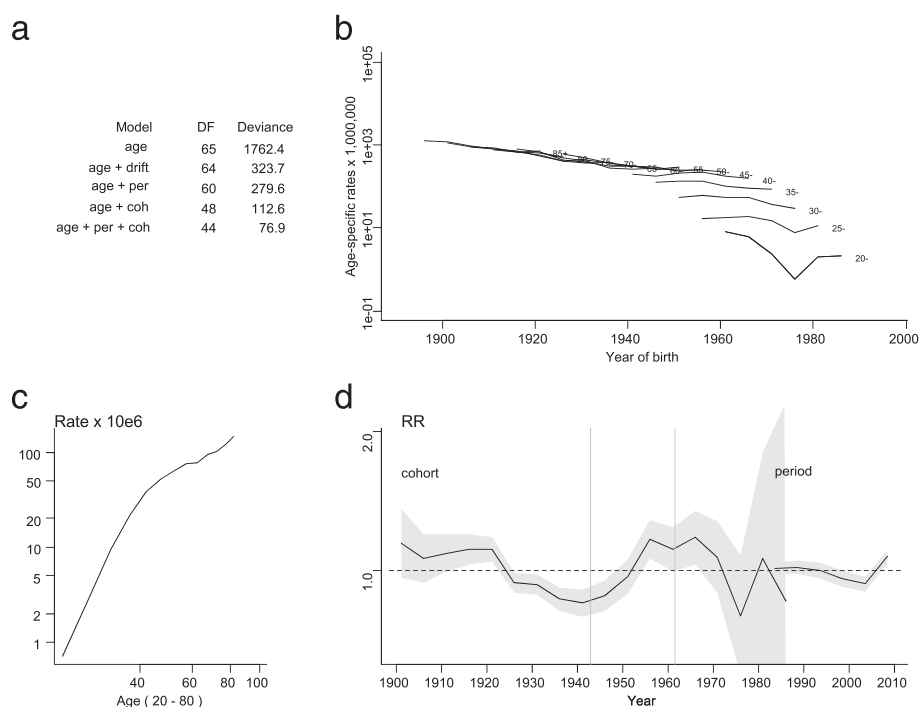 a
Model DF Deviance
age 65 1762.4
age + drift 64 323.7
age + per 60 279.6
age + coh 48 112.6
age + per + coh 44 76.9
b
Age-specific rates x 1,000,000
1e+05
1e+03
1e+01
1e-01
85+
75-
70-
65-
55-
50-
45-
40-
35-
30-
25-
20-
1900 1920 1940 1960 1980 2000
Year of birth
c
Rate x 10e6
100
50
20
10
5
2
1
40 60 80 100
Age ( 20 - 80 )
d
RR
2.0
1.0
cohort
period
1900 1910 1920 1930 1940 1950 1960 1970 1980 1990 2000 2010
Year